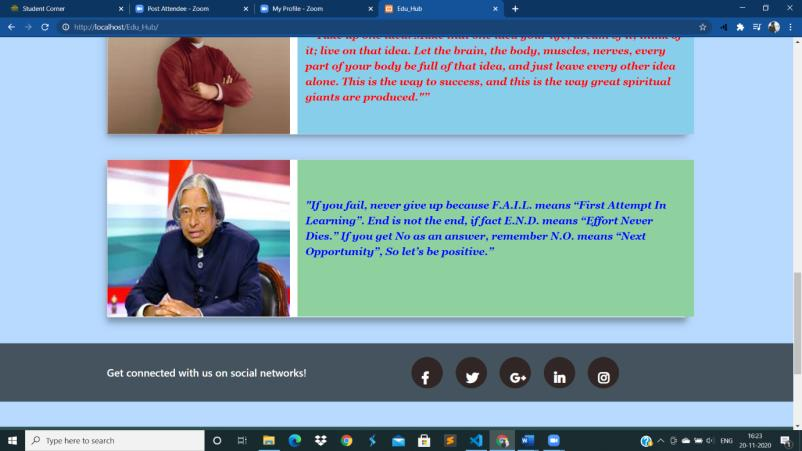 Student Corner
Post Attendee - Zoom
My Profile - Zoom
Edu_Hub
http://localhost/Edu_Hub/
it; live on that idea. Let the brain, the body, muscles, nerves, every
part of your body be full of that idea, and just leave every other idea
alone. This is the way to success, and this is the way great spiritual
giants are produced.""
"If you fail, never give up because F.A.I.L. means “First Attempt In
Learning”. End is not the end, if fact E.N.D. means “Effort Never
Dies.” If you get No as an answer, remember N.O. means “Next
Opportunity”, So let’s be positive.”
Get connected with us on social networks!
Type here to search
ENG
16:23
20-11-2020